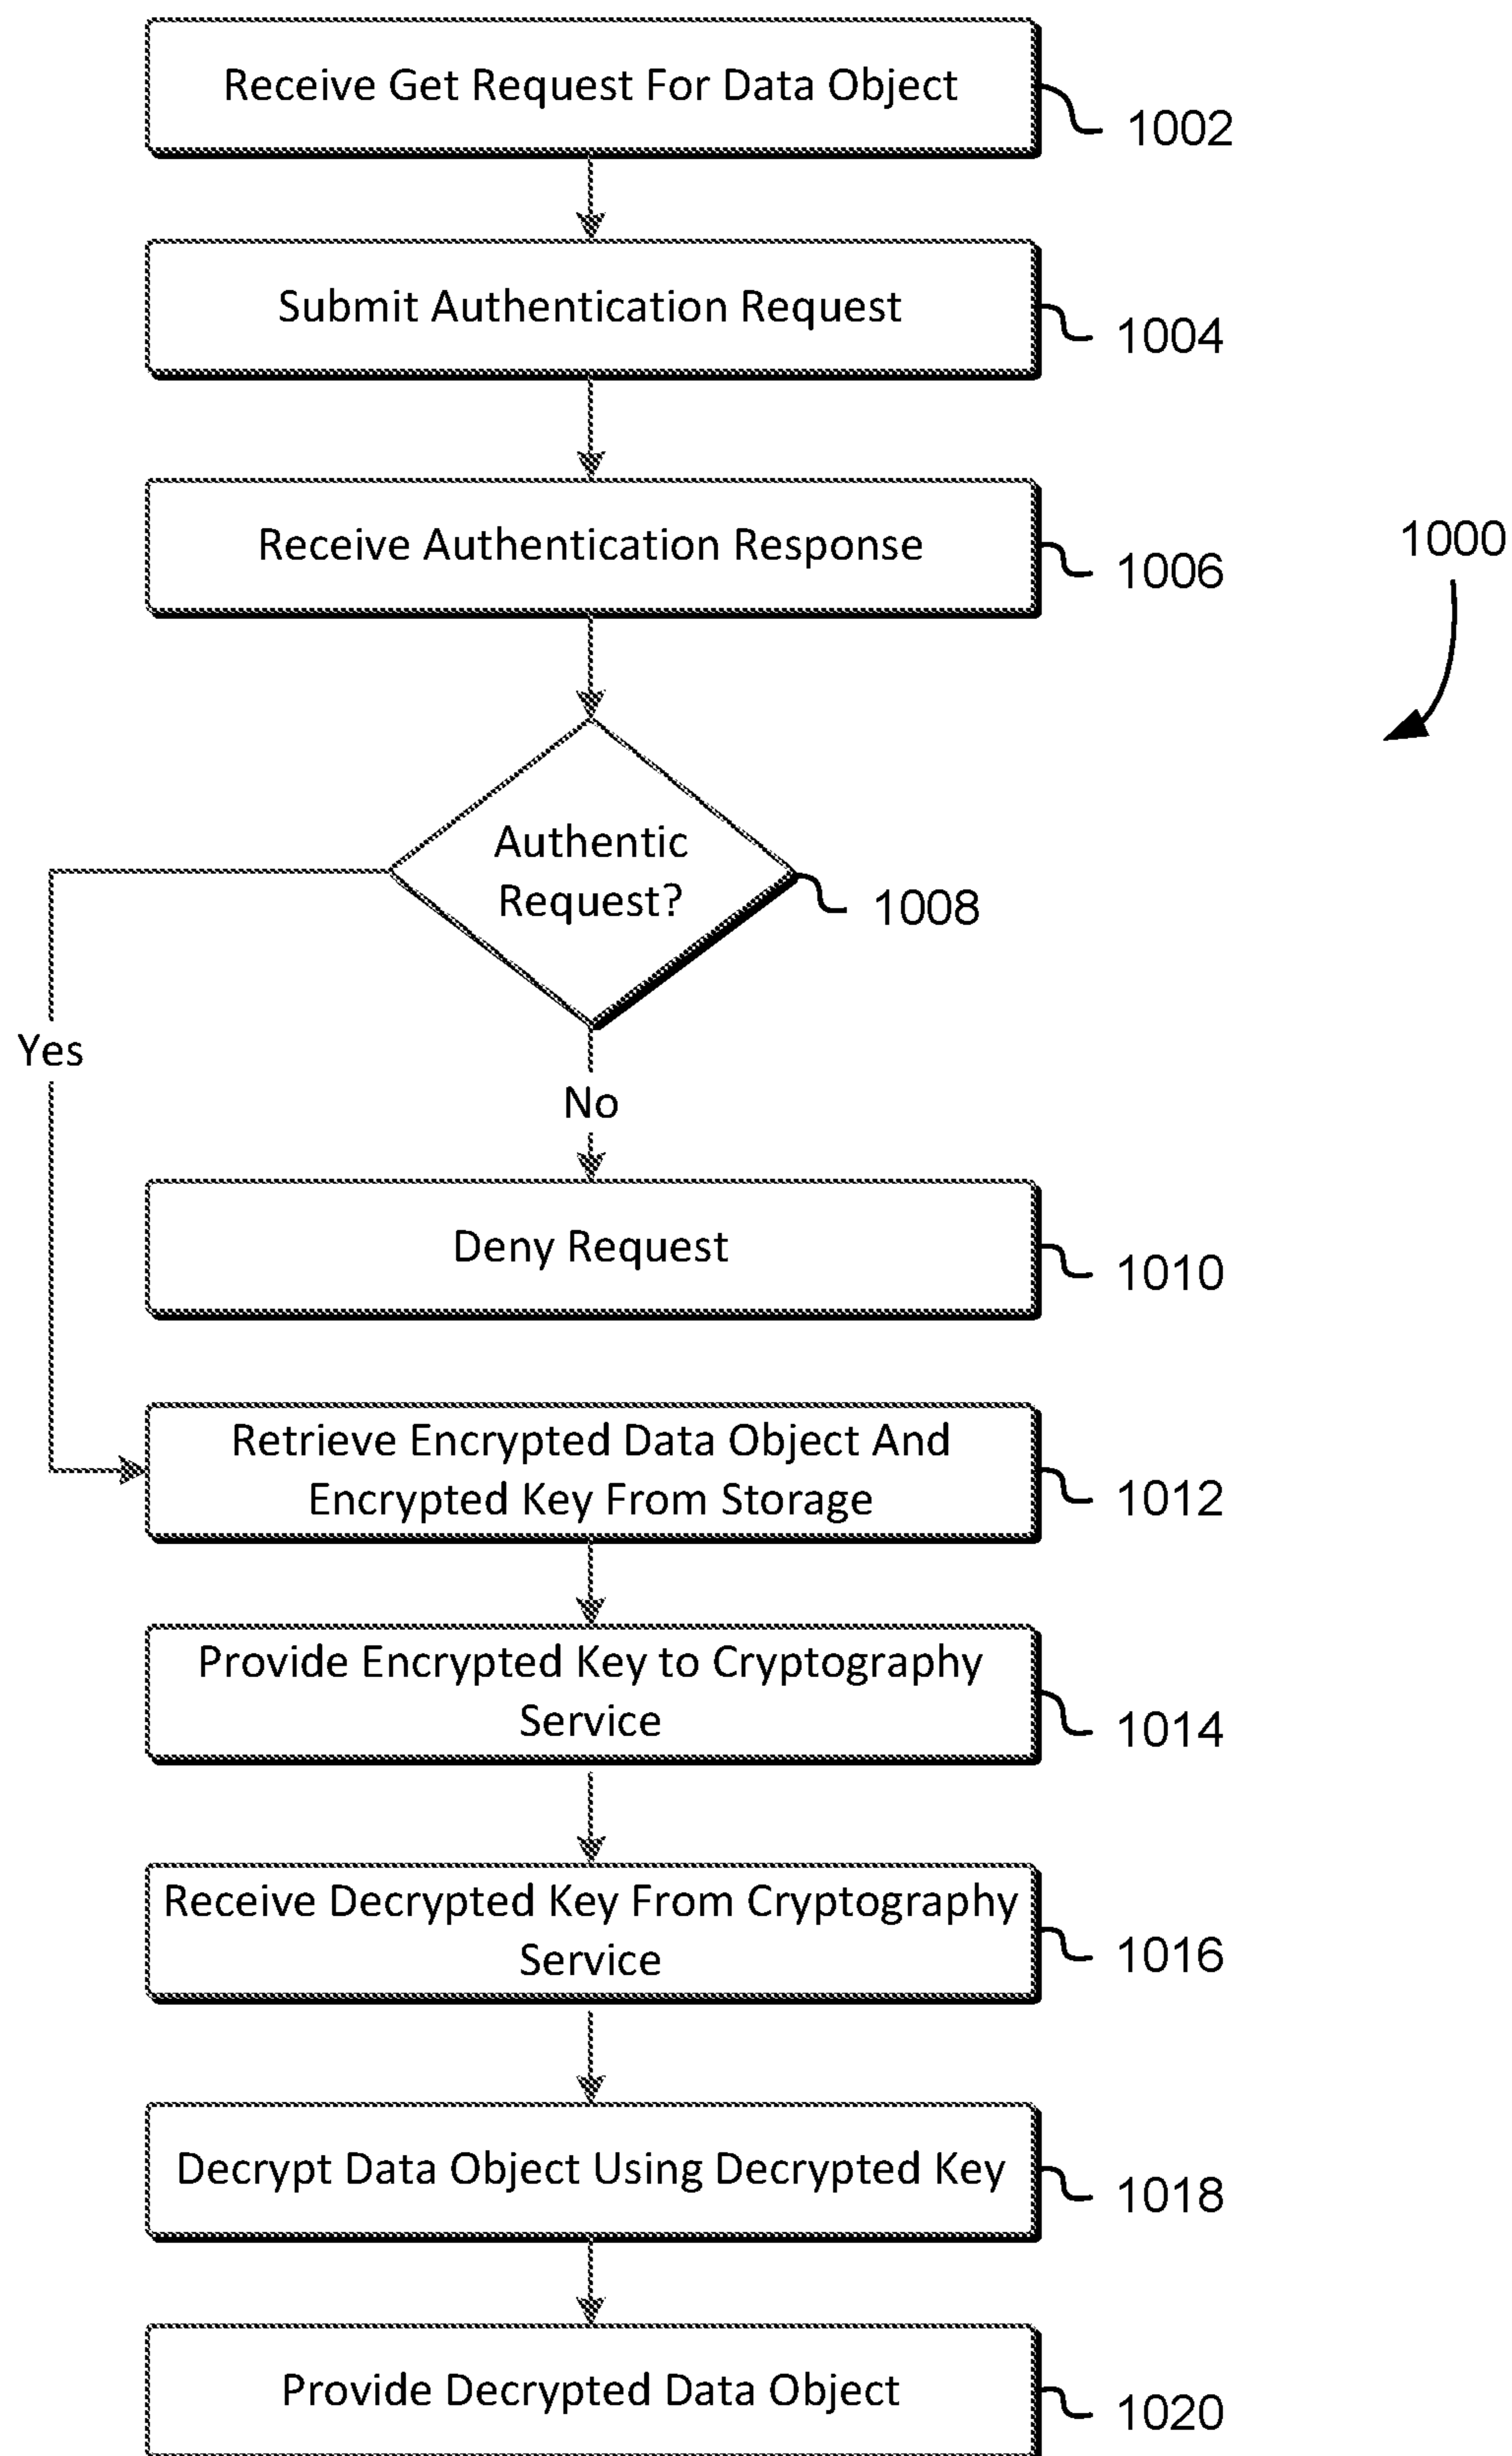 Receive Get Request For Data Object
1002
Submit Authentication Request
1004
Receive Authentication Response
1006
1000
Authentic
Request?
1008
Yes
No
Deny Request
1010
Retrieve Encrypted Data Object And
Encrypted Key From Storage
1012
Provide Encrypted Key to Cryptography
Service
1014
Receive Decrypted Key From Cryptography
Service
1016
Decrypt Data Object Using Decrypted Key
1018
Provide Decrypted Data Object
1020